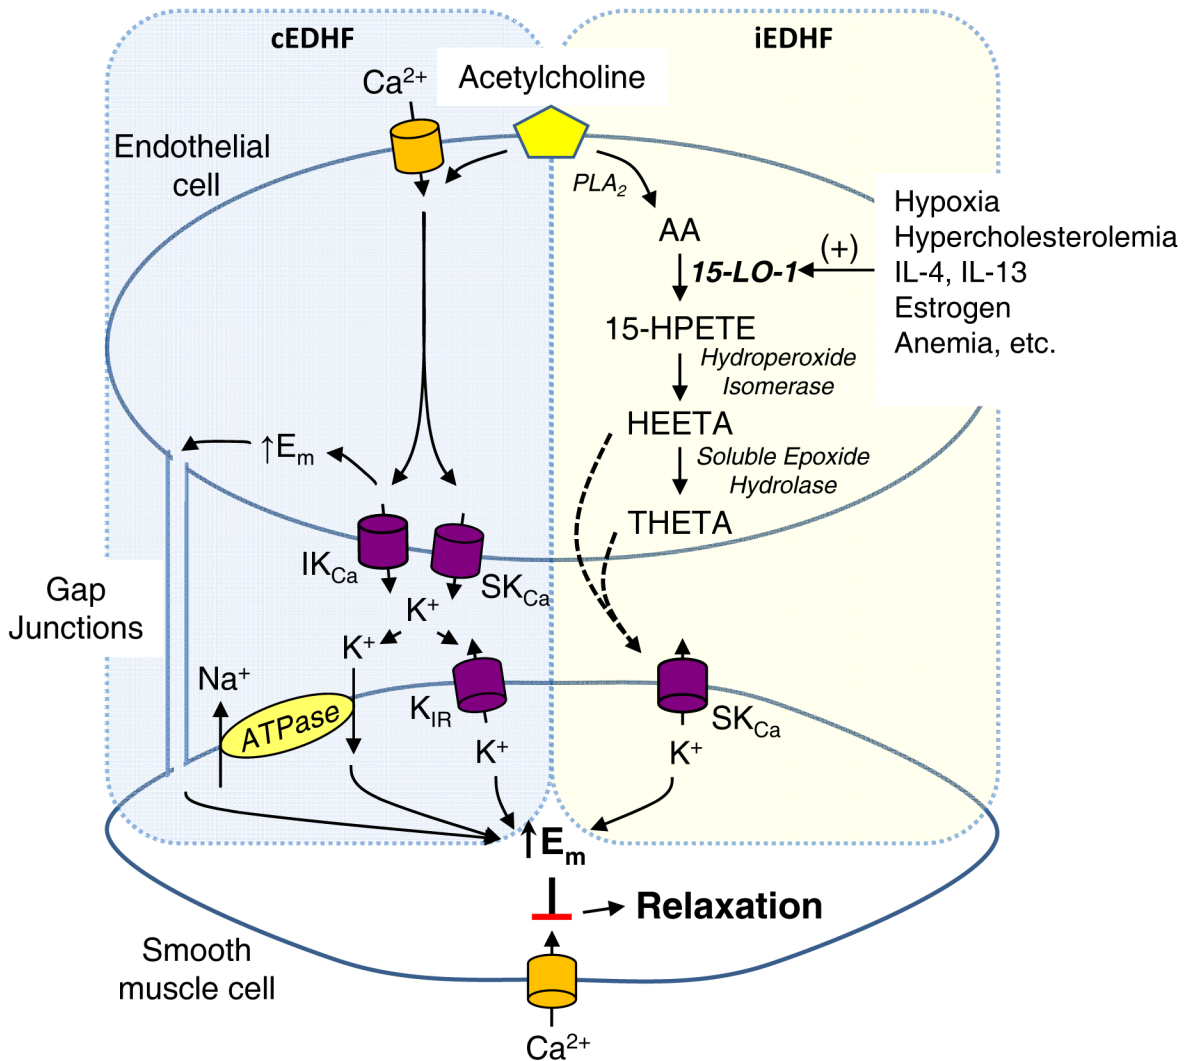 cEDHF
iEDHF
Ca2+
Acetylcholine
Endothelial
cell
PLA2
AA
15-LO-1
(+)
Hypoxia
Hypercholesterolemia
IL-4, IL-13
Estrogen
Anemia, etc.
15-HPETE
Hydroperoxide
Isomerase
HEETA
Soluble Epoxide
Hydrolase
THETA
↑Em
IKCa
SKCa
K+
Gap
Junctions
K+
Na+
ATPase
KIR
K+
SKCa
K+
↑Em
Relaxation
Smooth
muscle cell
Ca2+